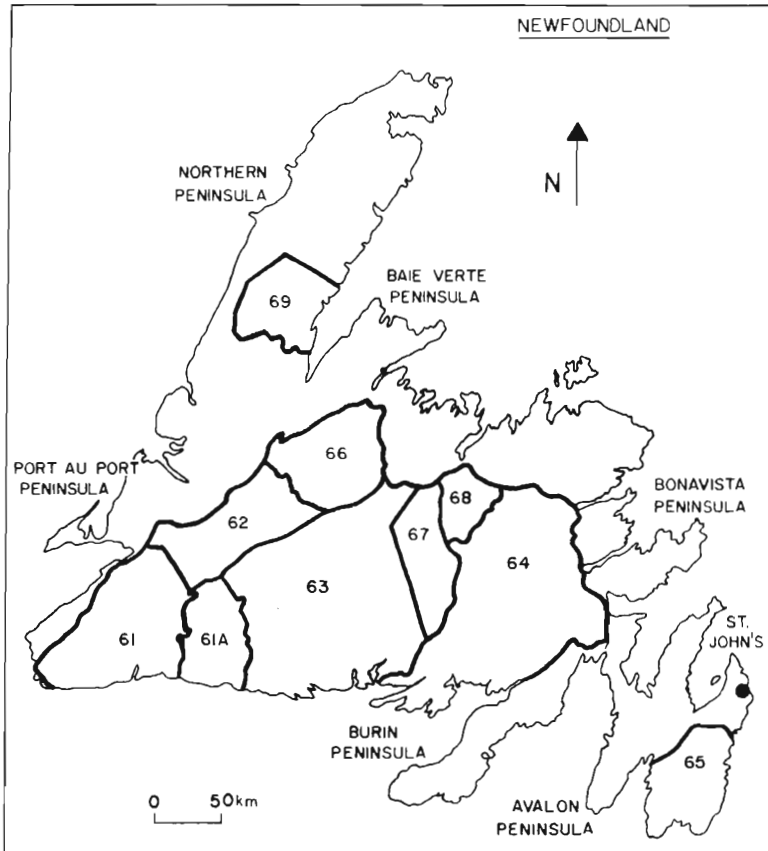 NEWFOUNDLAND
NORTHERN
PENINSULA
N
BAIE VERTE
PENINSULA
69
66
PORT AU PORT
PENINSULA
62
68
BONAVISTA
PENINSULA
67
64
63
61
61A
ST.
JOHN'S
BURIN
PENINSULA
65
0 50km
AVALON
PENINSULA